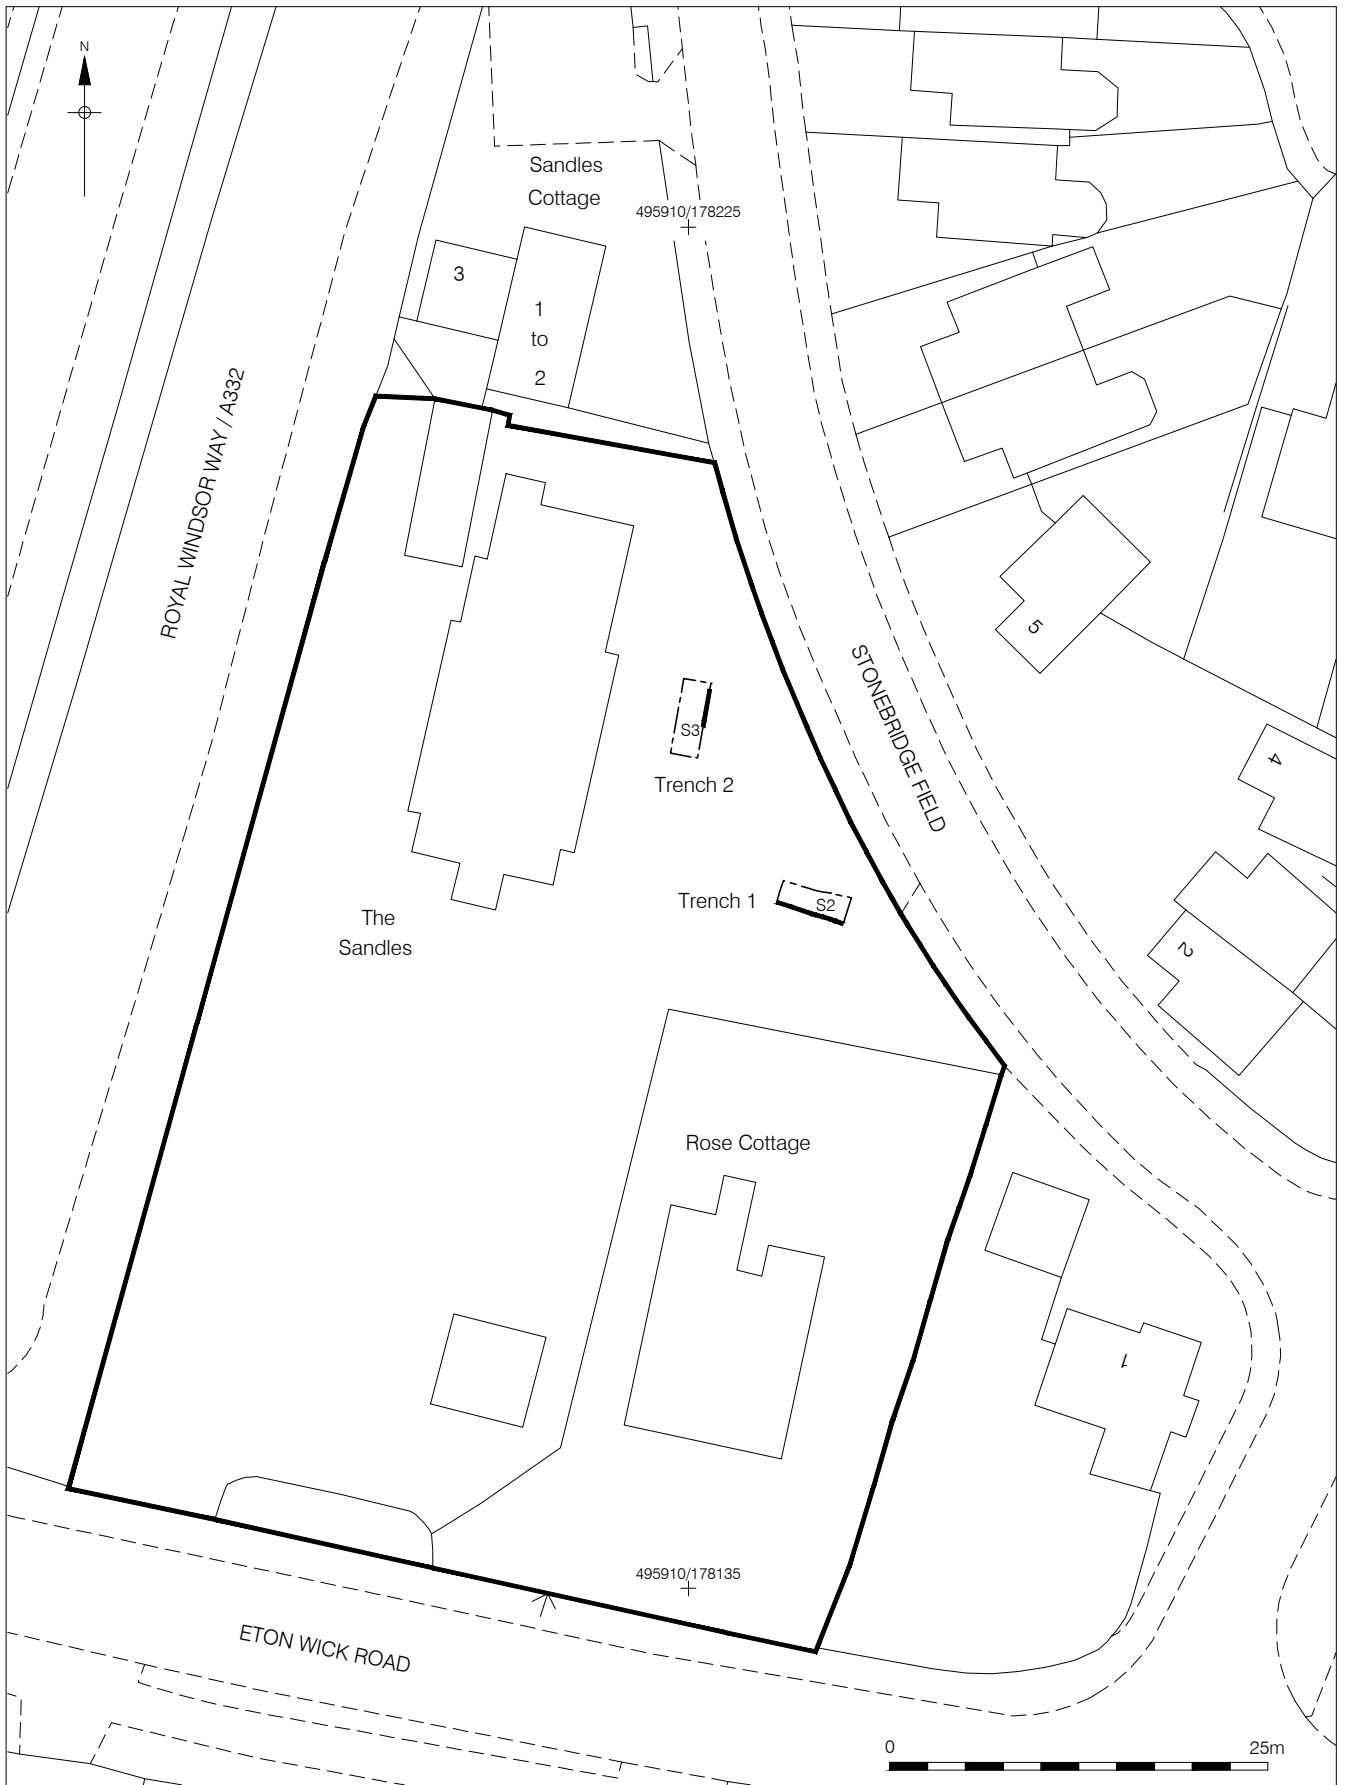 N
Sandles
Cottage
495910/178225
3
1
to
2
ROYAL WINDSOR WAY / A332
5
STONEBRIDGE FIELD
S3
Trench 2
4
Trench 1
S2
The
Sandles
2
Rose Cottage
1
495910/178135
ETON WICK ROAD
0
25m